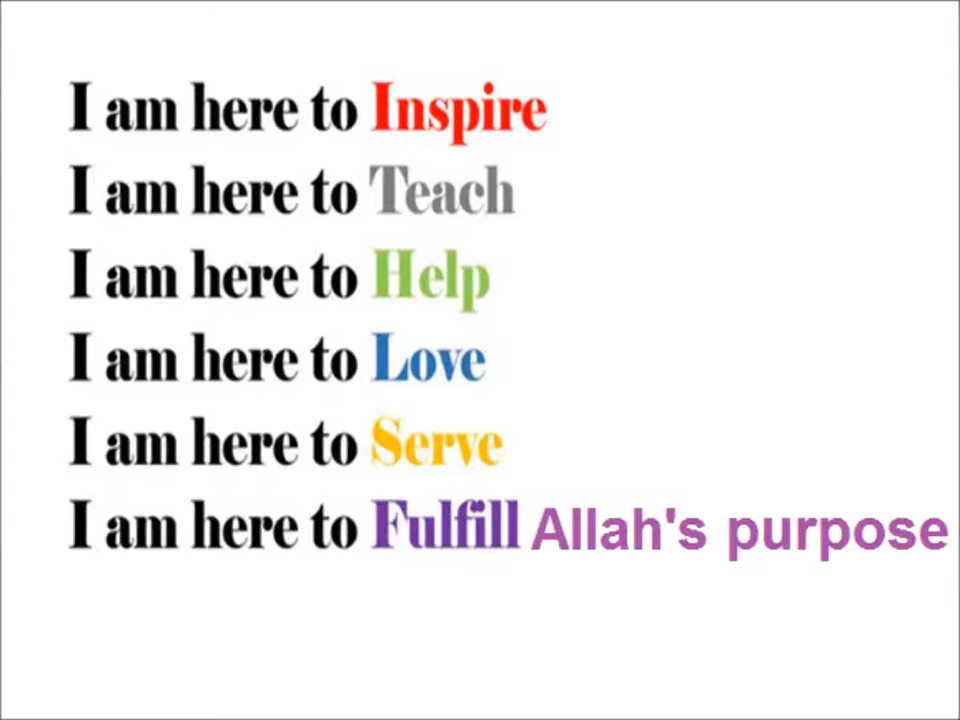 I am here to Inspire
I am here to Teach
I am here to Help
I am here to Love
I am here to Serve
I am here to Fulfill Allah's purpose